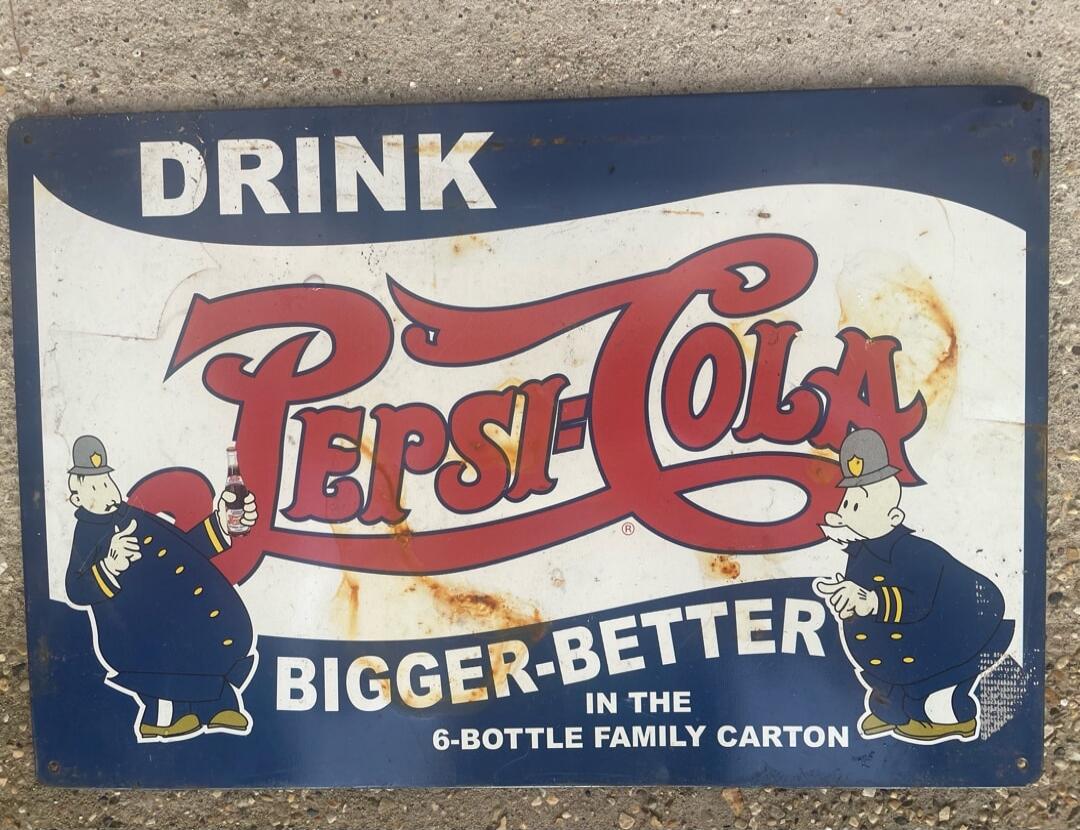 DRINK
PEPSI=COLA
®
BIGGER-BETTER
IN THE
6-BOTTLE FAMILY CARTON